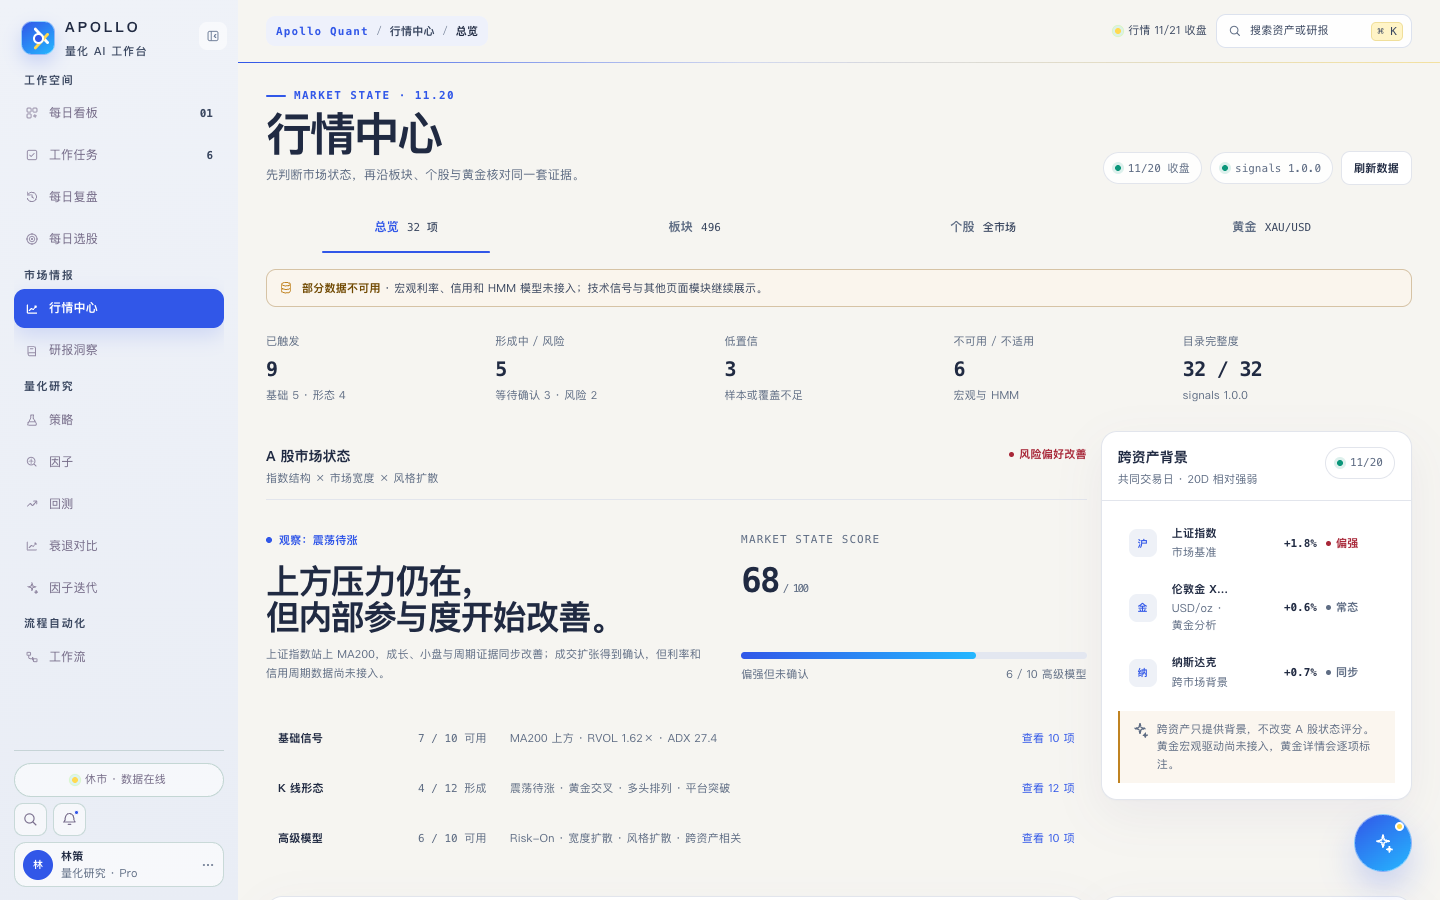 APOLLO
量化 AI 工作台
工作空间
每日看板 01
工作任务 6
每日复盘
每日选股
市场情报
行情中心
研报洞察
量化研究
策略
因子
回测
衰退对比
因子迭代
流程自动化
工作流
休市 · 数据在线
林
林策
量化研究 · Pro
Apollo Quant / 行情中心 / 总览
行情 11/21 收盘
搜索资产或研报 ⌘ K
MARKET STATE · 11.20
行情中心
先判断市场状态，再沿板块、个股与黄金核对同一套证据。
11/20 收盘
signals 1.0.0
刷新数据
总览 32 项
板块 496
个股 全市场
黄金 XAU/USD
部分数据不可用 · 宏观利率、信用和 HMM 模型未接入；技术信号与其他页面模块继续展示。
已触发
9
基础 5 · 形态 4
形成中 / 风险
5
等待确认 3 · 风险 2
低置信
3
样本或覆盖不足
不可用 / 不适用
6
宏观与 HMM
目录完整度
32 / 32
signals 1.0.0
A 股市场状态
指数结构 × 市场宽度 × 风格扩散
风险偏好改善
观察：震荡待涨
上方压力仍在，
但内部参与度开始改善。
上证指数站上 MA200，成长、小盘与周期证据同步改善；成交扩张得到确认，但利率和
信用周期数据尚未接入。
MARKET STATE SCORE
68 / 100
偏强但未确认
6 / 10 高级模型
基础信号 7 / 10 可用 MA200 上方 · RVOL 1.62× · ADX 27.4 查看 10 项
K 线形态 4 / 12 形成 震荡待涨 · 黄金交叉 · 多头排列 · 平台突破 查看 12 项
高级模型 6 / 10 可用 Risk-On · 宽度扩散 · 风格扩散 · 跨资产相关 查看 10 项
跨资产背景
共同交易日 · 20D 相对强弱
11/20
沪
上证指数
市场基准
+1.8% 偏强
金
伦敦金 X...
USD/oz ·
黄金分析
+0.6% 常态
纳
纳斯达克
跨市场背景
+0.7% 同步
跨资产只提供背景，不改变 A 股状态评分。
黄金宏观驱动尚未接入，黄金详情会逐项标
注。